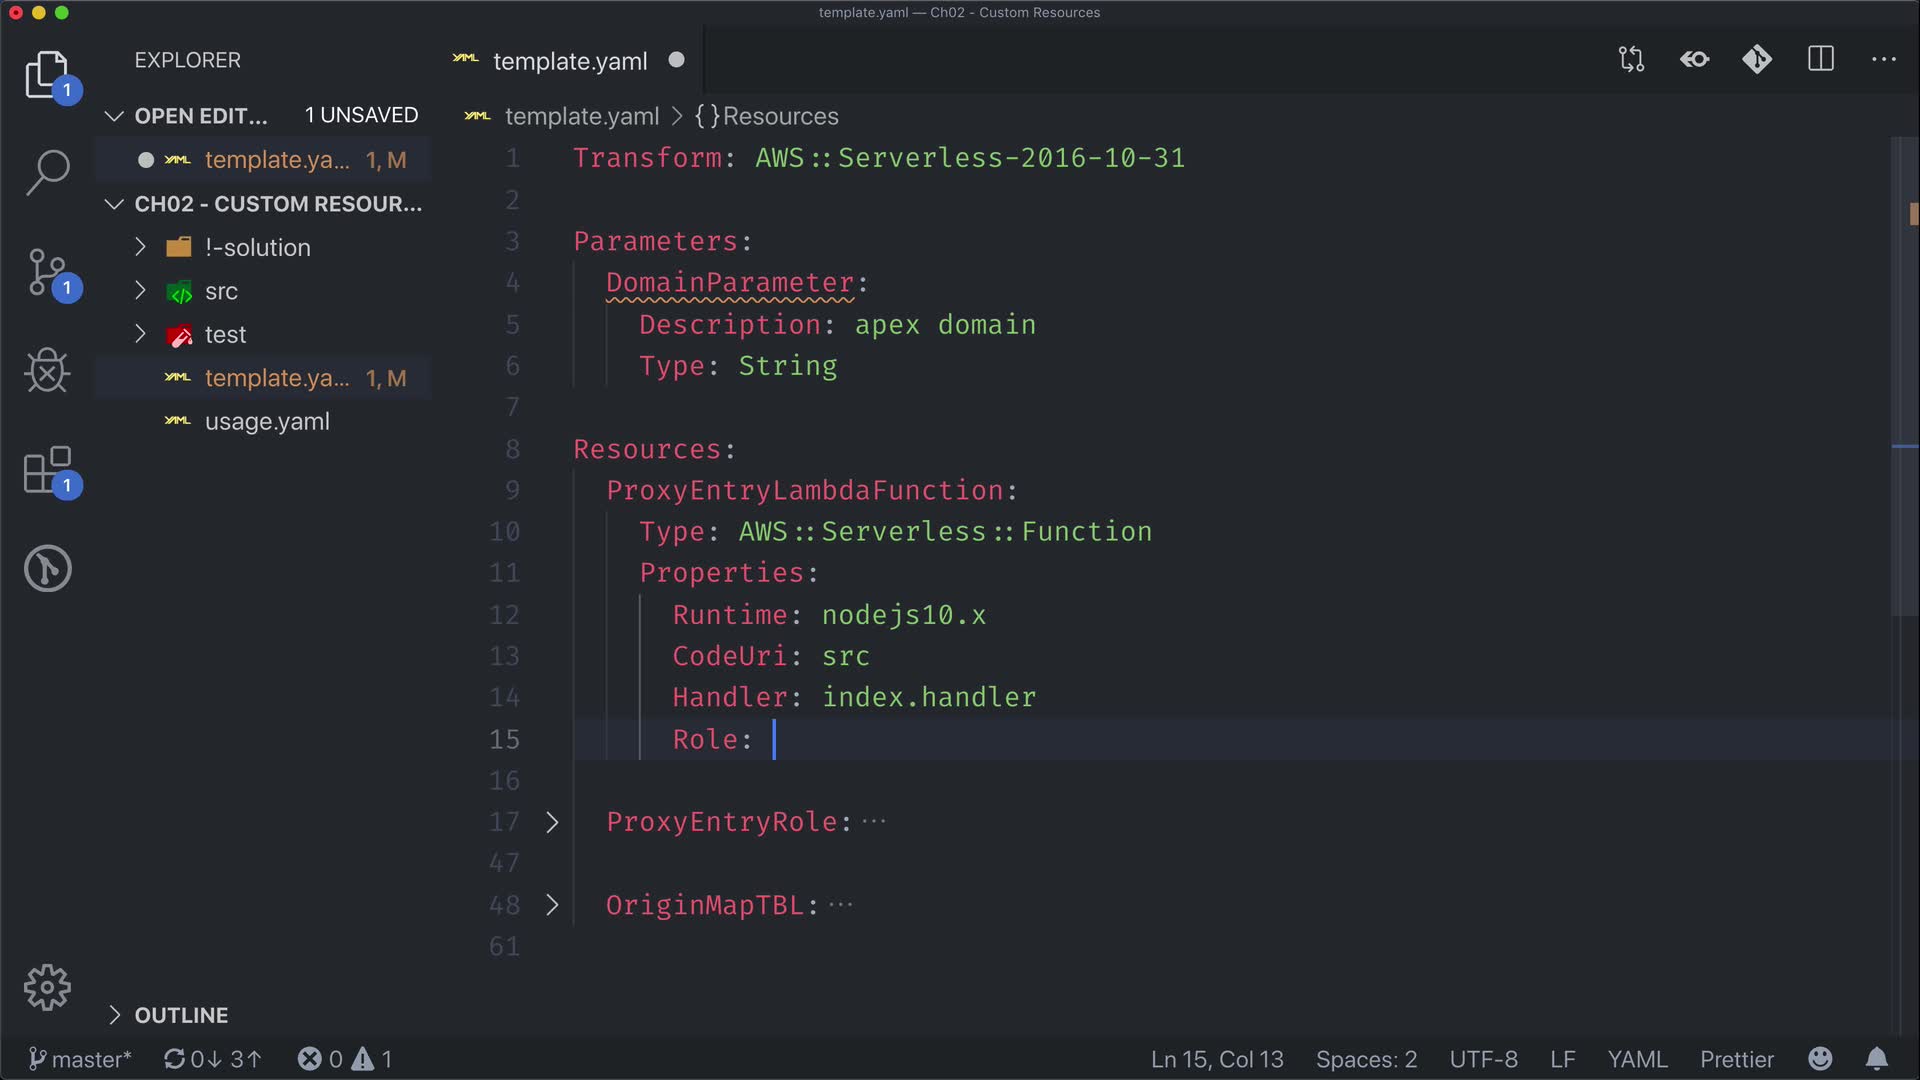 template.yaml — Ch02 - Custom Resources
EXPLORER
OPEN EDIT... 1 UNSAVED
template.ya... 1, M
CH02 - CUSTOM RESOUR...
!-solution
src
test
template.ya... 1, M
usage.yaml
OUTLINE
1
1
1
YAML template.yaml
YAML template.yaml > {} Resources
1 Transform: AWS::Serverless-2016-10-31
2
3 Parameters:
4 DomainParameter:
5 Description: apex domain
6 Type: String
7
8 Resources:
9 ProxyEntryLambdaFunction:
10 Type: AWS::Serverless::Function
11 Properties:
12 Runtime: nodejs10.x
13 CodeUri: src
14 Handler: index.handler
15 Role:
16
17 ProxyEntryRole:...
47
48 OriginMapTBL:...
61
master* 0↓ 3↑ 0 1 Ln 15, Col 13 Spaces: 2 UTF-8 LF YAML Prettier